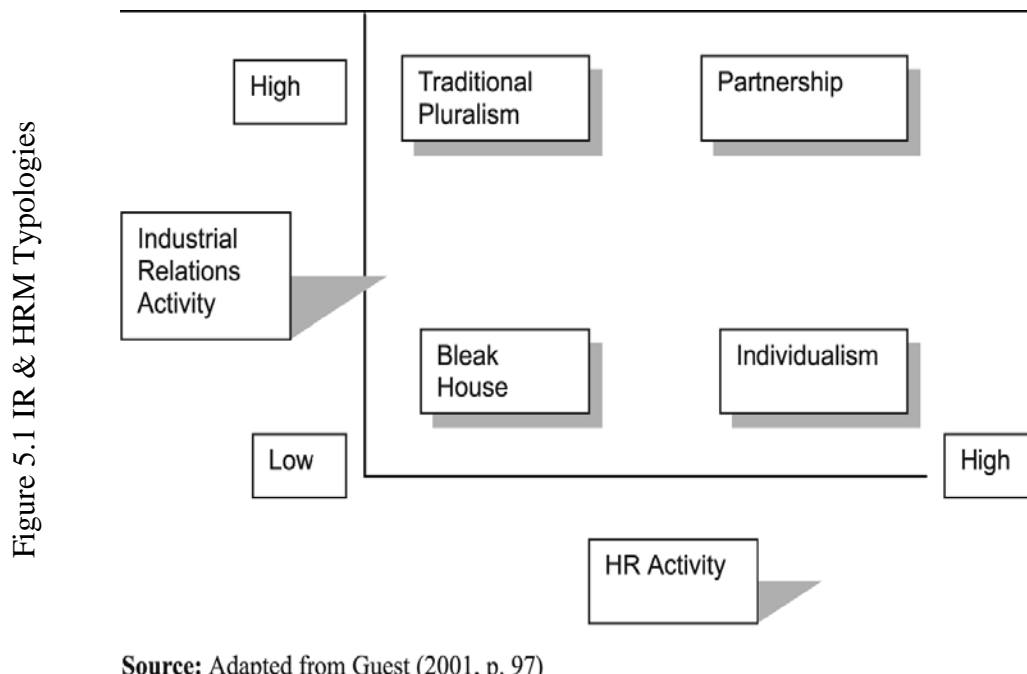 Figure 5.1 IR & HRM Typologies
High
Traditional
Pluralism
Partnership
Industrial
Relations
Activity
Bleak
House
Individualism
Low
High
HR Activity
Source: Adapted from Guest (2001, p. 97)